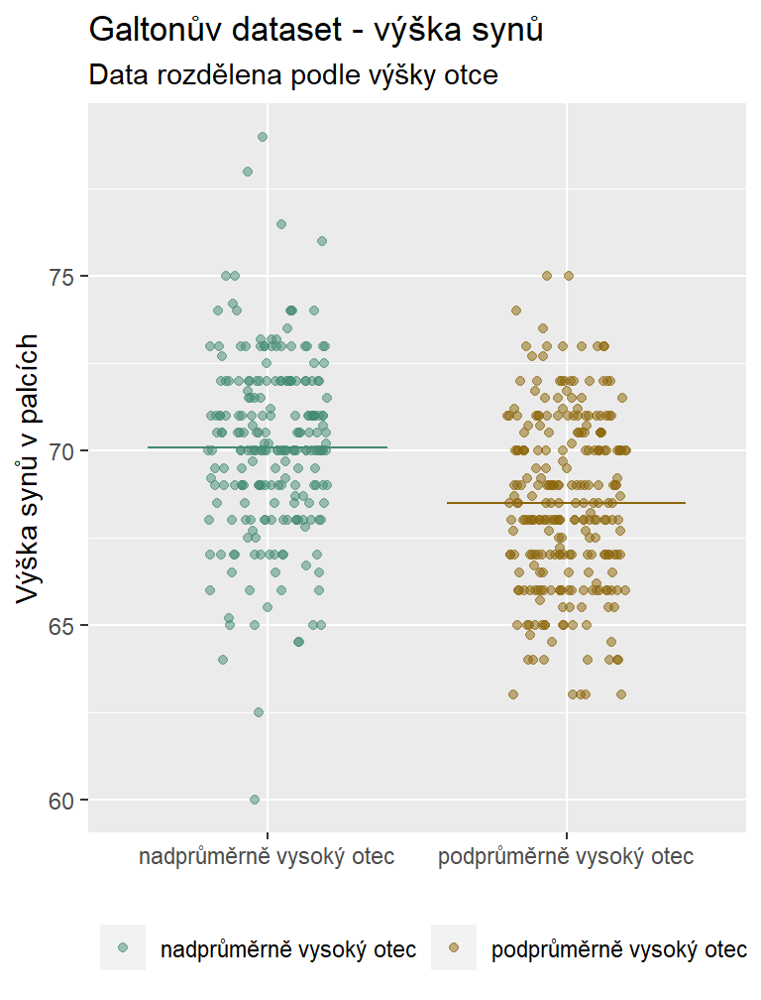 Galtonův dataset - výška synů
Data rozdělena podle výšky otce
Výška synů v palcích
75
70
65
60
nadprůměrně vysoký otec
podprůměrně vysoký otec
nadprůměrně vysoký otec
podprůměrně vysoký otec